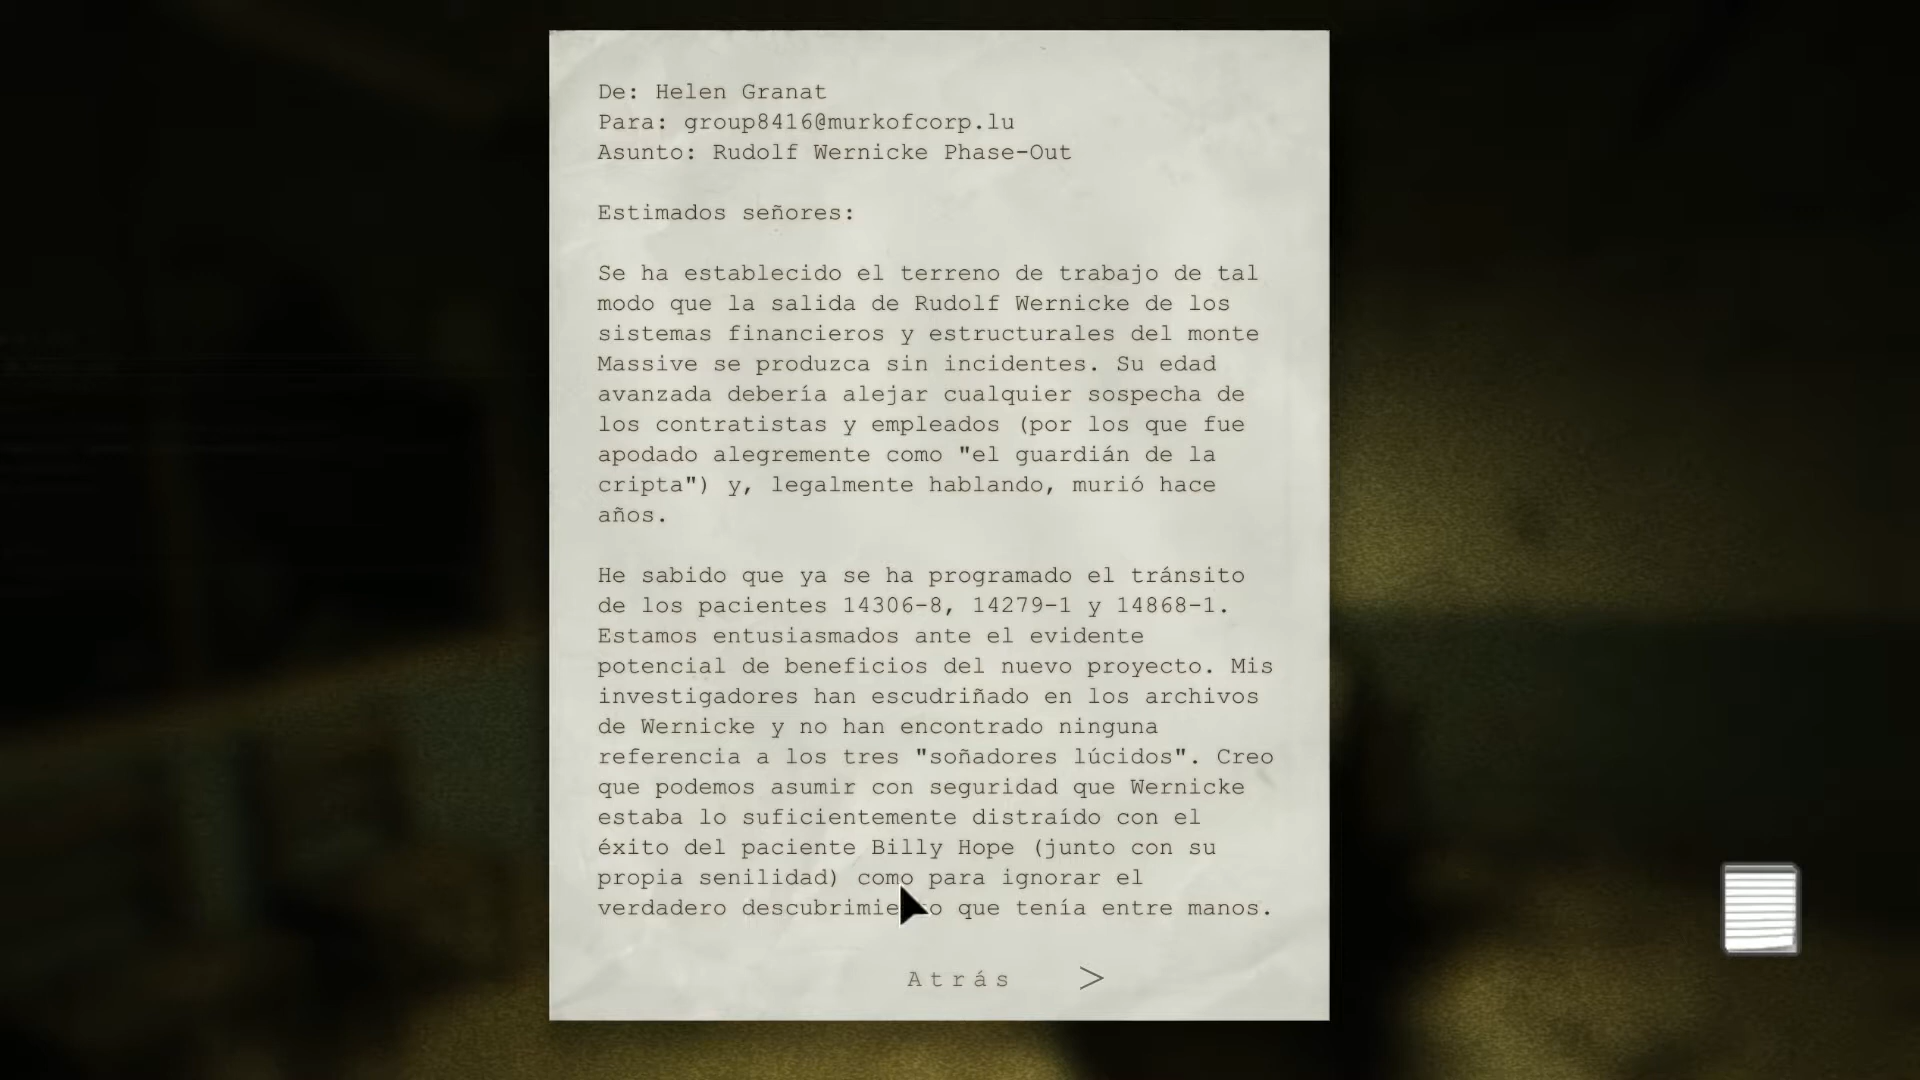 De: Helen Granat
Para: group8416@murkofcorp.lu
Asunto: Rudolf Wernicke Phase-Out
Estimados señores:
Se ha establecido el terreno de trabajo de tal
modo que la salida de Rudolf Wernicke de los
sistemas financieros y estructurales del monte
Massive se produzca sin incidentes. Su edad
avanzada debería alejar cualquier sospecha de
los contratistas y empleados (por los que fue
apodado alegremente como "el guardián de la
cripta") y, legalmente hablando, murió hace
años.
He sabido que ya se ha programado el tránsito
de los pacientes 14306-8, 14279-1 y 14868-1.
Estamos entusiasmados ante el evidente
potencial de beneficios del nuevo proyecto. Mis
investigadores han escudriñado en los archivos
de Wernicke y no han encontrado ninguna
referencia a los tres "soñadores lúcidos". Creo
que podemos asumir con seguridad que Wernicke
estaba lo suficientemente distraído con el
éxito del paciente Billy Hope (junto con su
propia senilidad) como para ignorar el
verdadero descubrimiento que tenía entre manos.
Atrás >